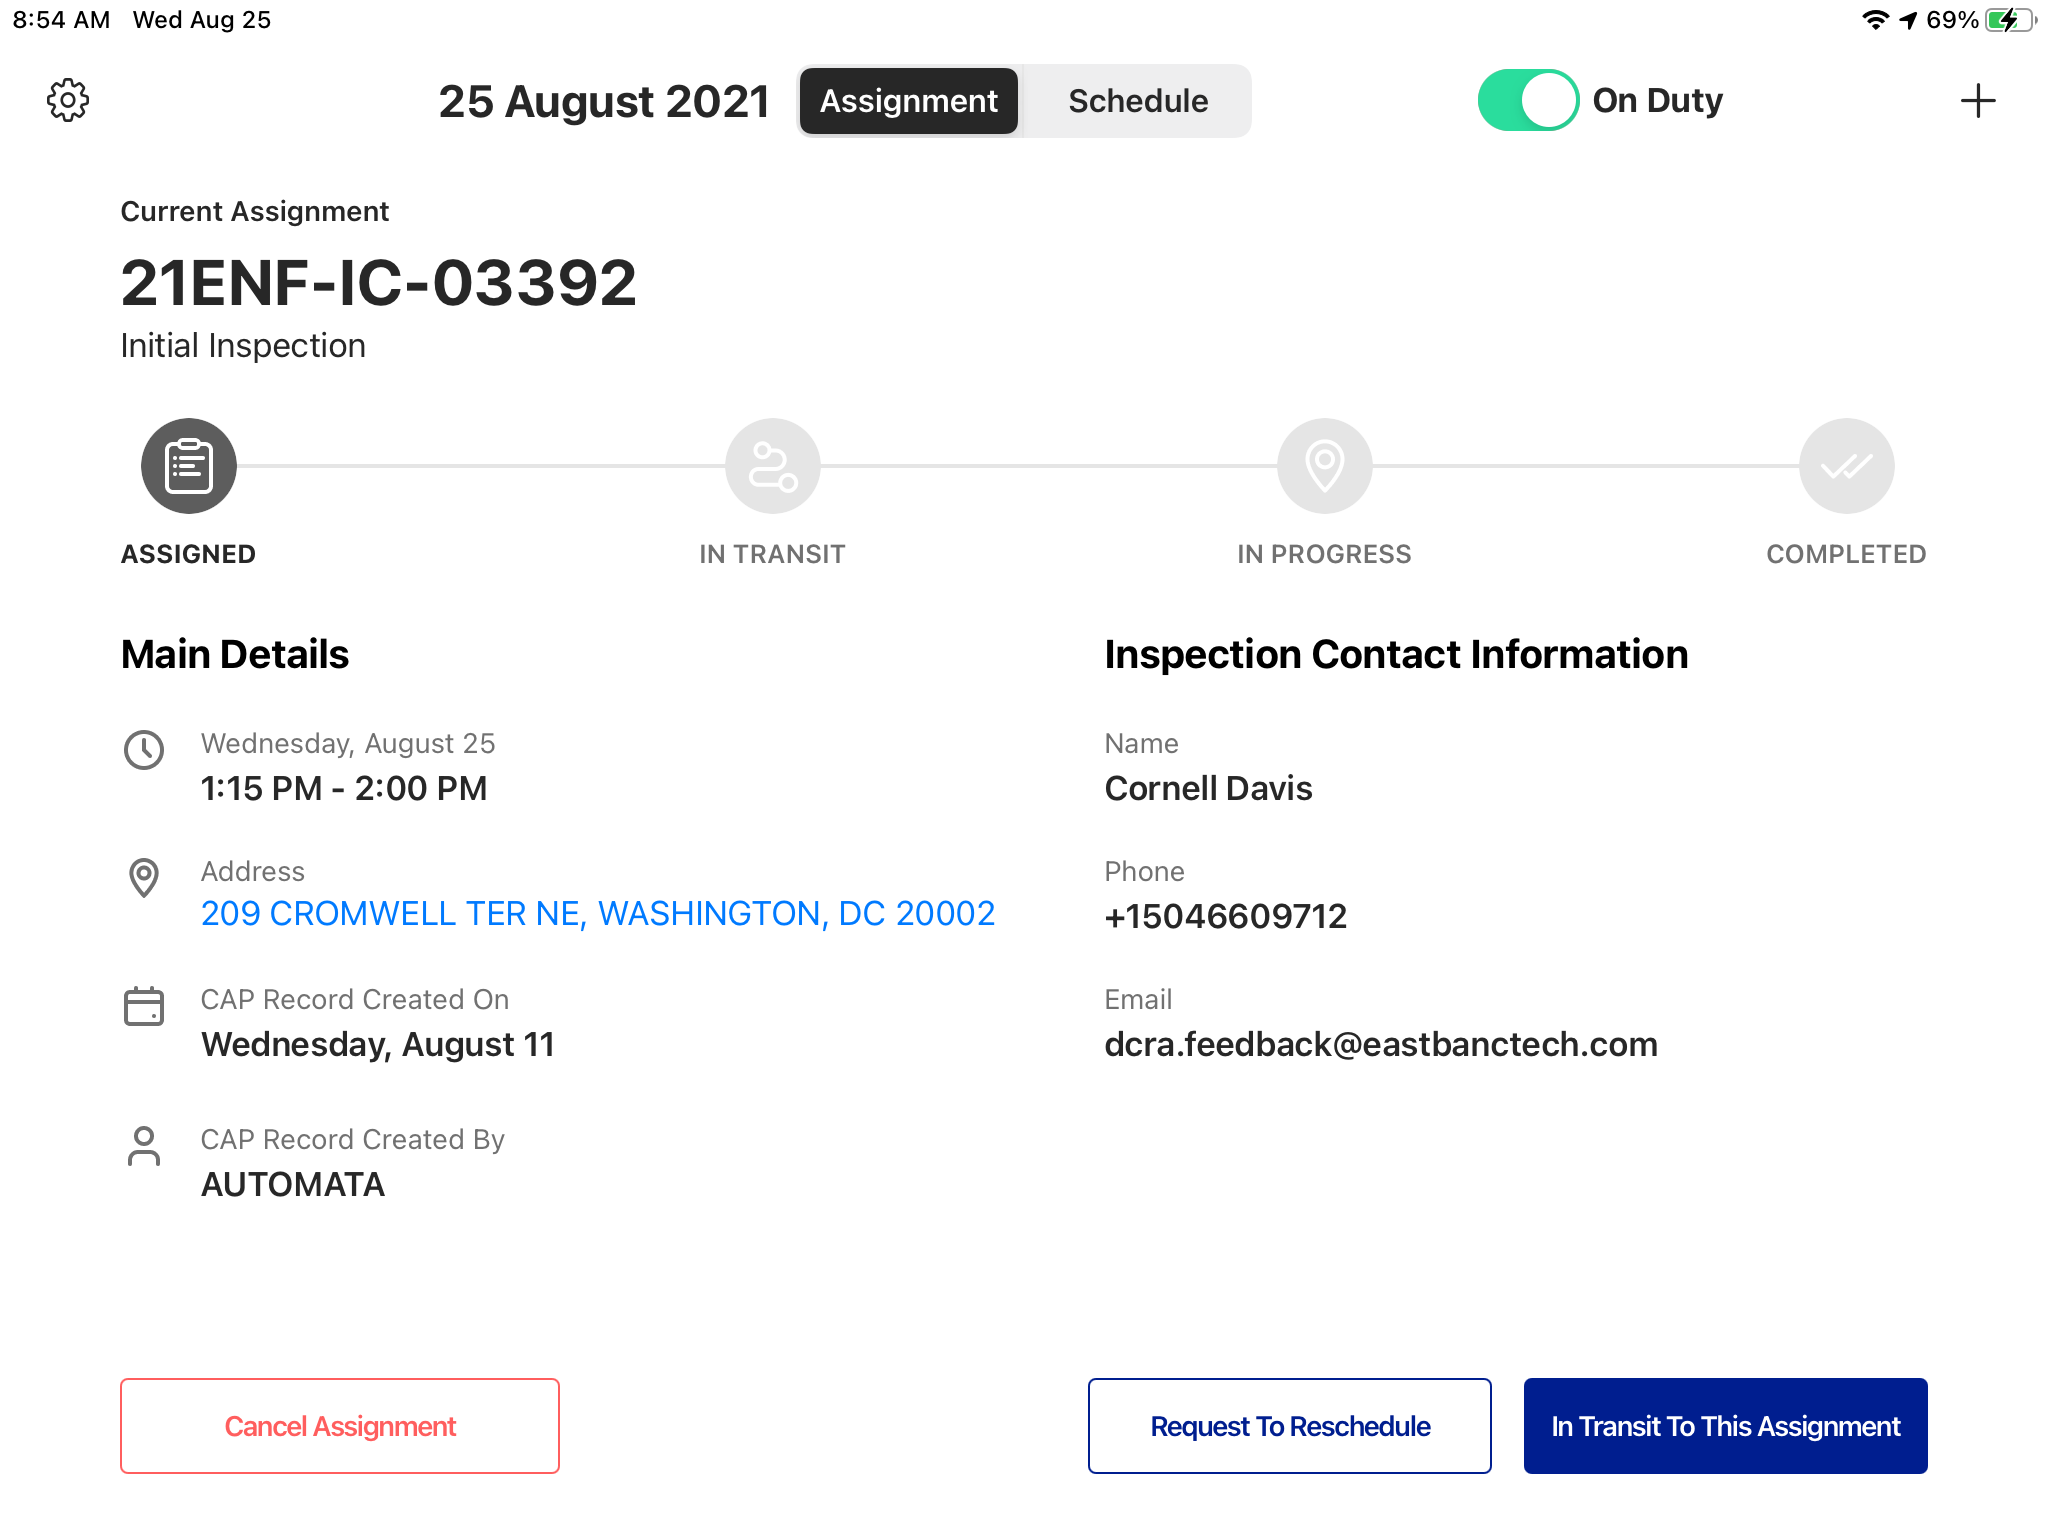 8:54 AM Wed Aug 25 69%
25 August 2021 Assignment Schedule On Duty
Current Assignment
21ENF-IC-03392
Initial Inspection
ASSIGNED IN TRANSIT IN PROGRESS COMPLETED
Main Details
Wednesday, August 25
1:15 PM - 2:00 PM
Address
209 CROMWELL TER NE, WASHINGTON, DC 20002
CAP Record Created On
Wednesday, August 11
CAP Record Created By
AUTOMATA
Inspection Contact Information
Name
Cornell Davis
Phone
+15046609712
Email
dcra.feedback@eastbanctech.com
Cancel Assignment Request To Reschedule In Transit To This Assignment